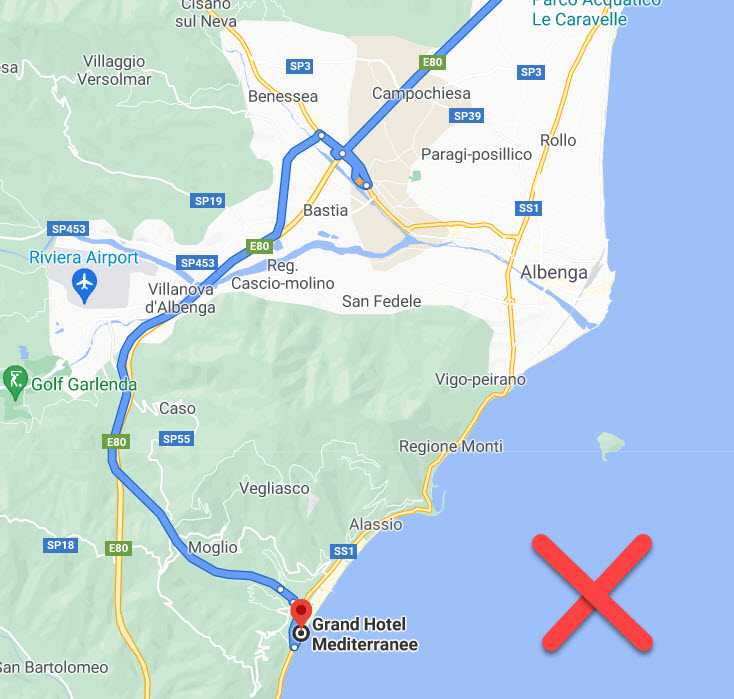 Cisano
sul Neva
Parco Acquatico
Le Caravelle
Villaggio
Versolmar
SP3
E80
SP3
Benessea
Campochiesa
SP39
Rollo
Paragi-posillico
SP19
Bastia
SS1
SP453
E80
Riviera Airport
SP453
Reg.
Cascio-molino
Albenga
Villanova
d'Albenga
San Fedele
Golf Garlenda
Vigo-peirano
Caso
E80
SP55
Regione Monti
Vegliasco
Alassio
SP18
E80
Moglio
SS1
Grand Hotel
Mediterranee
San Bartolomeo